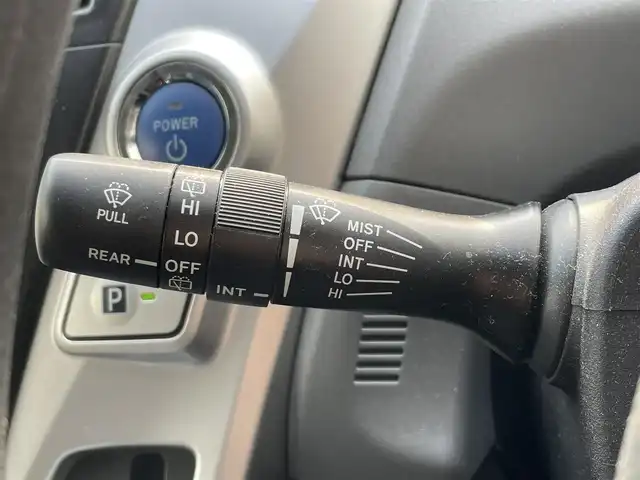 POWER
PULL
REAR
HI
LO
OFF
INT
MIST
OFF
INT
LO
HI
P